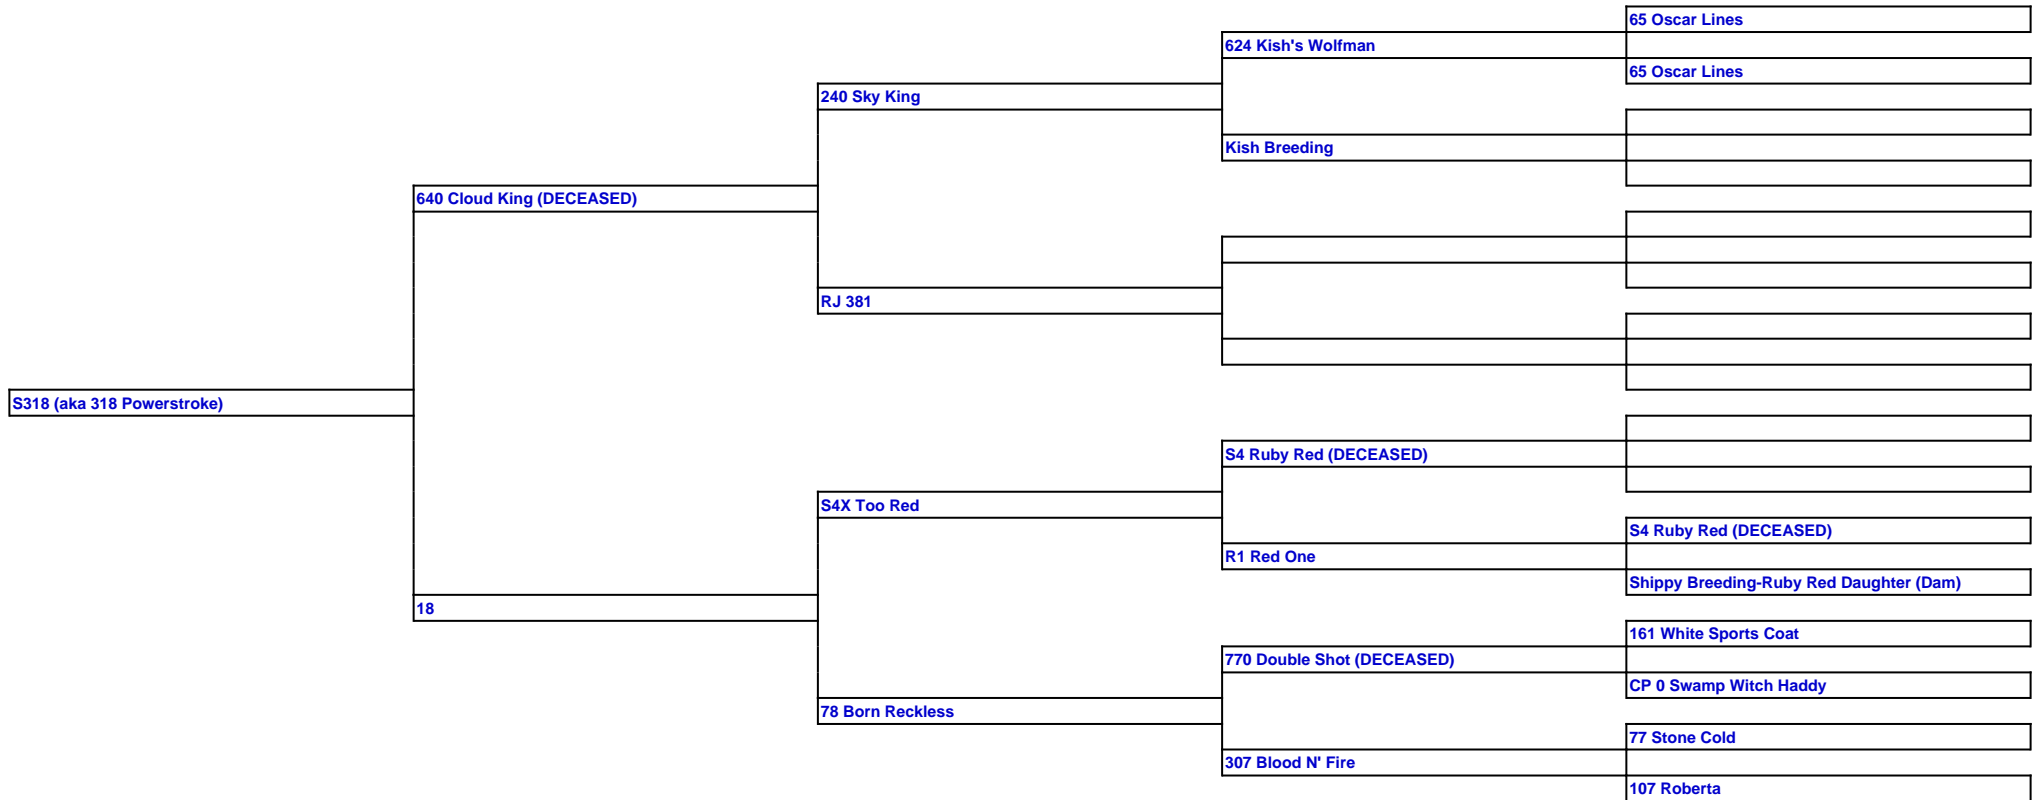 65 Oscar Lines
624 Kish's Wolfman
65 Oscar Lines
240 Sky King
Kish Breeding
640 Cloud King (DECEASED)
RJ 381
S318 (aka 318 Powerstroke)
S4 Ruby Red (DECEASED)
S4X Too Red
S4 Ruby Red (DECEASED)
R1 Red One
Shippy Breeding-Ruby Red Daughter (Dam)
18
161 White Sports Coat
770 Double Shot (DECEASED)
CP 0 Swamp Witch Haddy
78 Born Reckless
77 Stone Cold
307 Blood N' Fire
107 Roberta